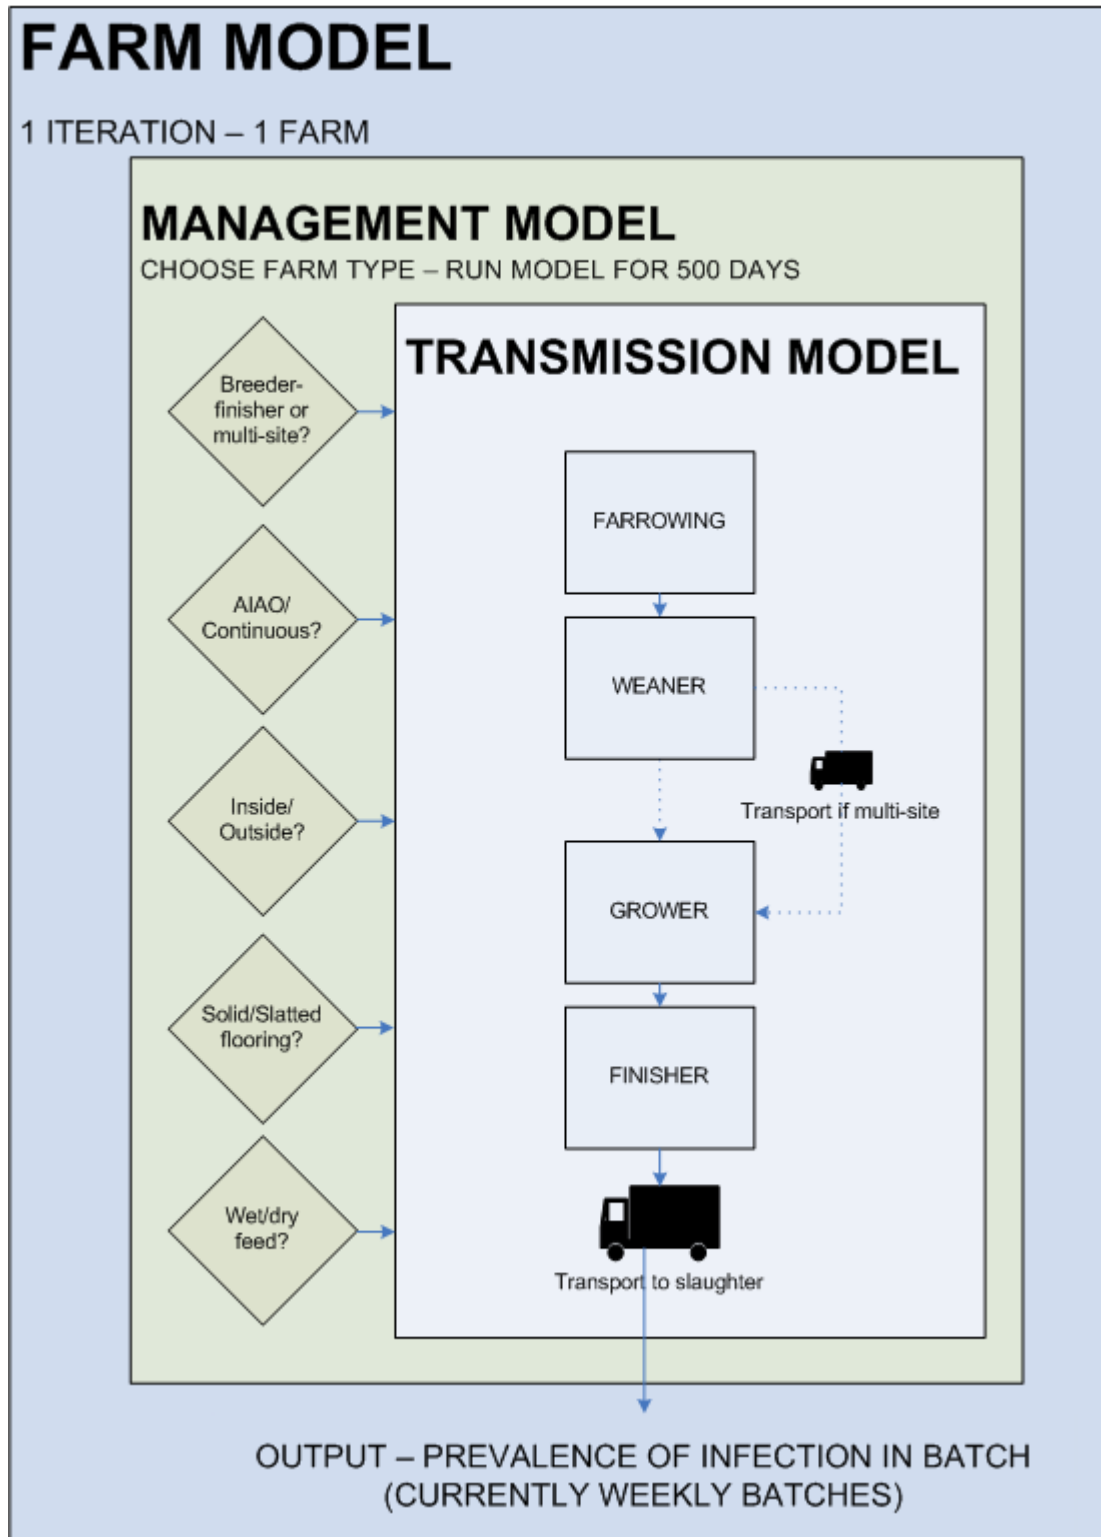 FARM MODEL
1 ITERATION – 1 FARM
MANAGEMENT MODEL
CHOOSE FARM TYPE – RUN MODEL FOR 500 DAYS
TRANSMISSION MODEL
Breeder-
finisher or
multi-site?
AIAO/
Continuous?
Inside/
Outside?
Solid/Slatted
flooring?
Wet/dry
feed?
FARROWING
WEANER
Transport if multi-site
GROWER
FINISHER
Transport to slaughter
OUTPUT – PREVALENCE OF INFECTION IN BATCH
(CURRENTLY WEEKLY BATCHES)